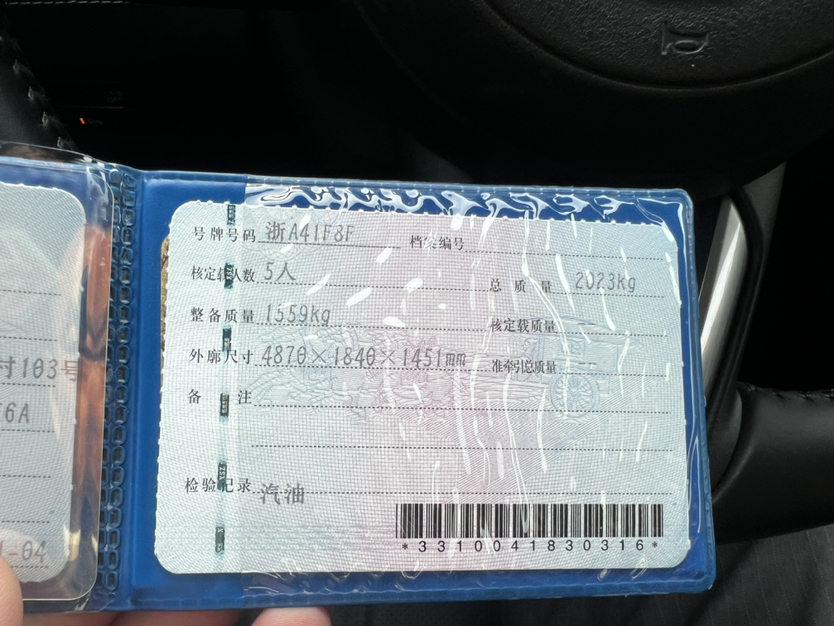 号牌号码 浙A41F8F 档案编号
核定载人数 5人 总质量 2023kg
整备质量 1559kg 核定载质量
外廓尺寸 4870×1840×1451mm 准牵引总质量 --
备注
检验记录 汽油
*3310041830316*
寸103号
6A
-04